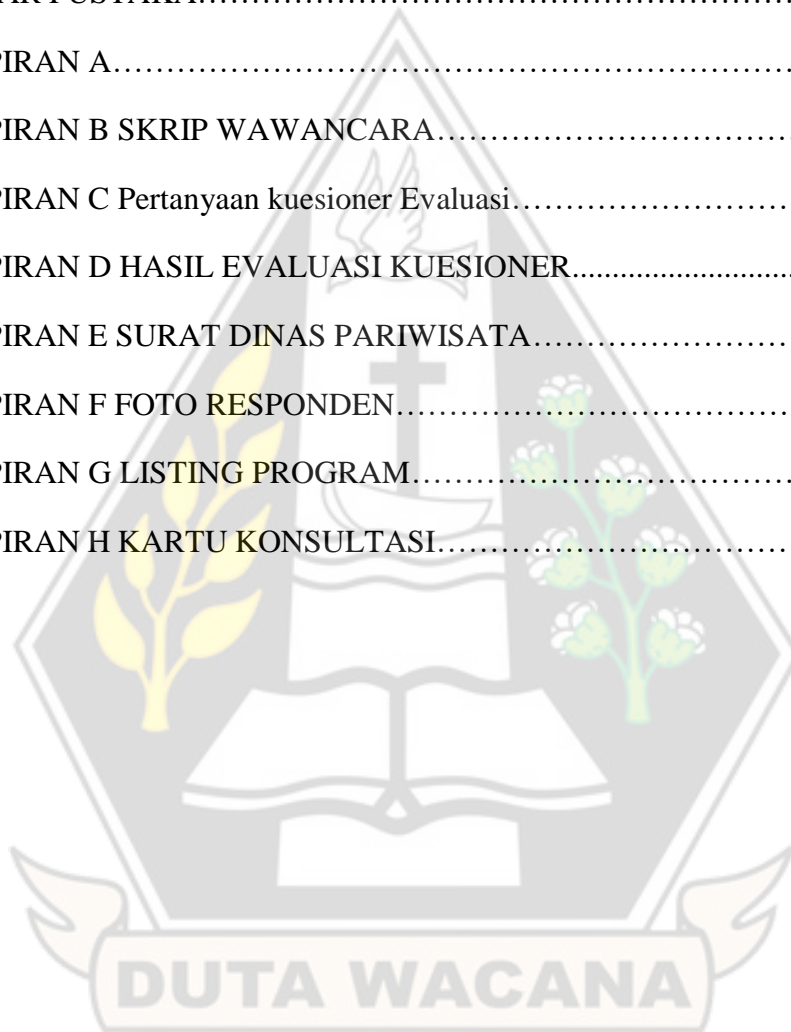 PUSTAKA……………………………………………………………………
PIRAN A……………………………………………………………………………
PIRAN B SKRIP WAWANCARA………………………………………
PIRAN C Pertanyaan kuesioner Evaluasi………………………………
PIRAN D HASIL EVALUASI KUESIONER............................
PIRAN E SURAT DINAS PARIWISATA……………………………
PIRAN F FOTO RESPONDEN……………………………………………
PIRAN G LISTING PROGRAM…………………………………………
PIRAN H KARTU KONSULTASI………………………………………
DUTA WACANA